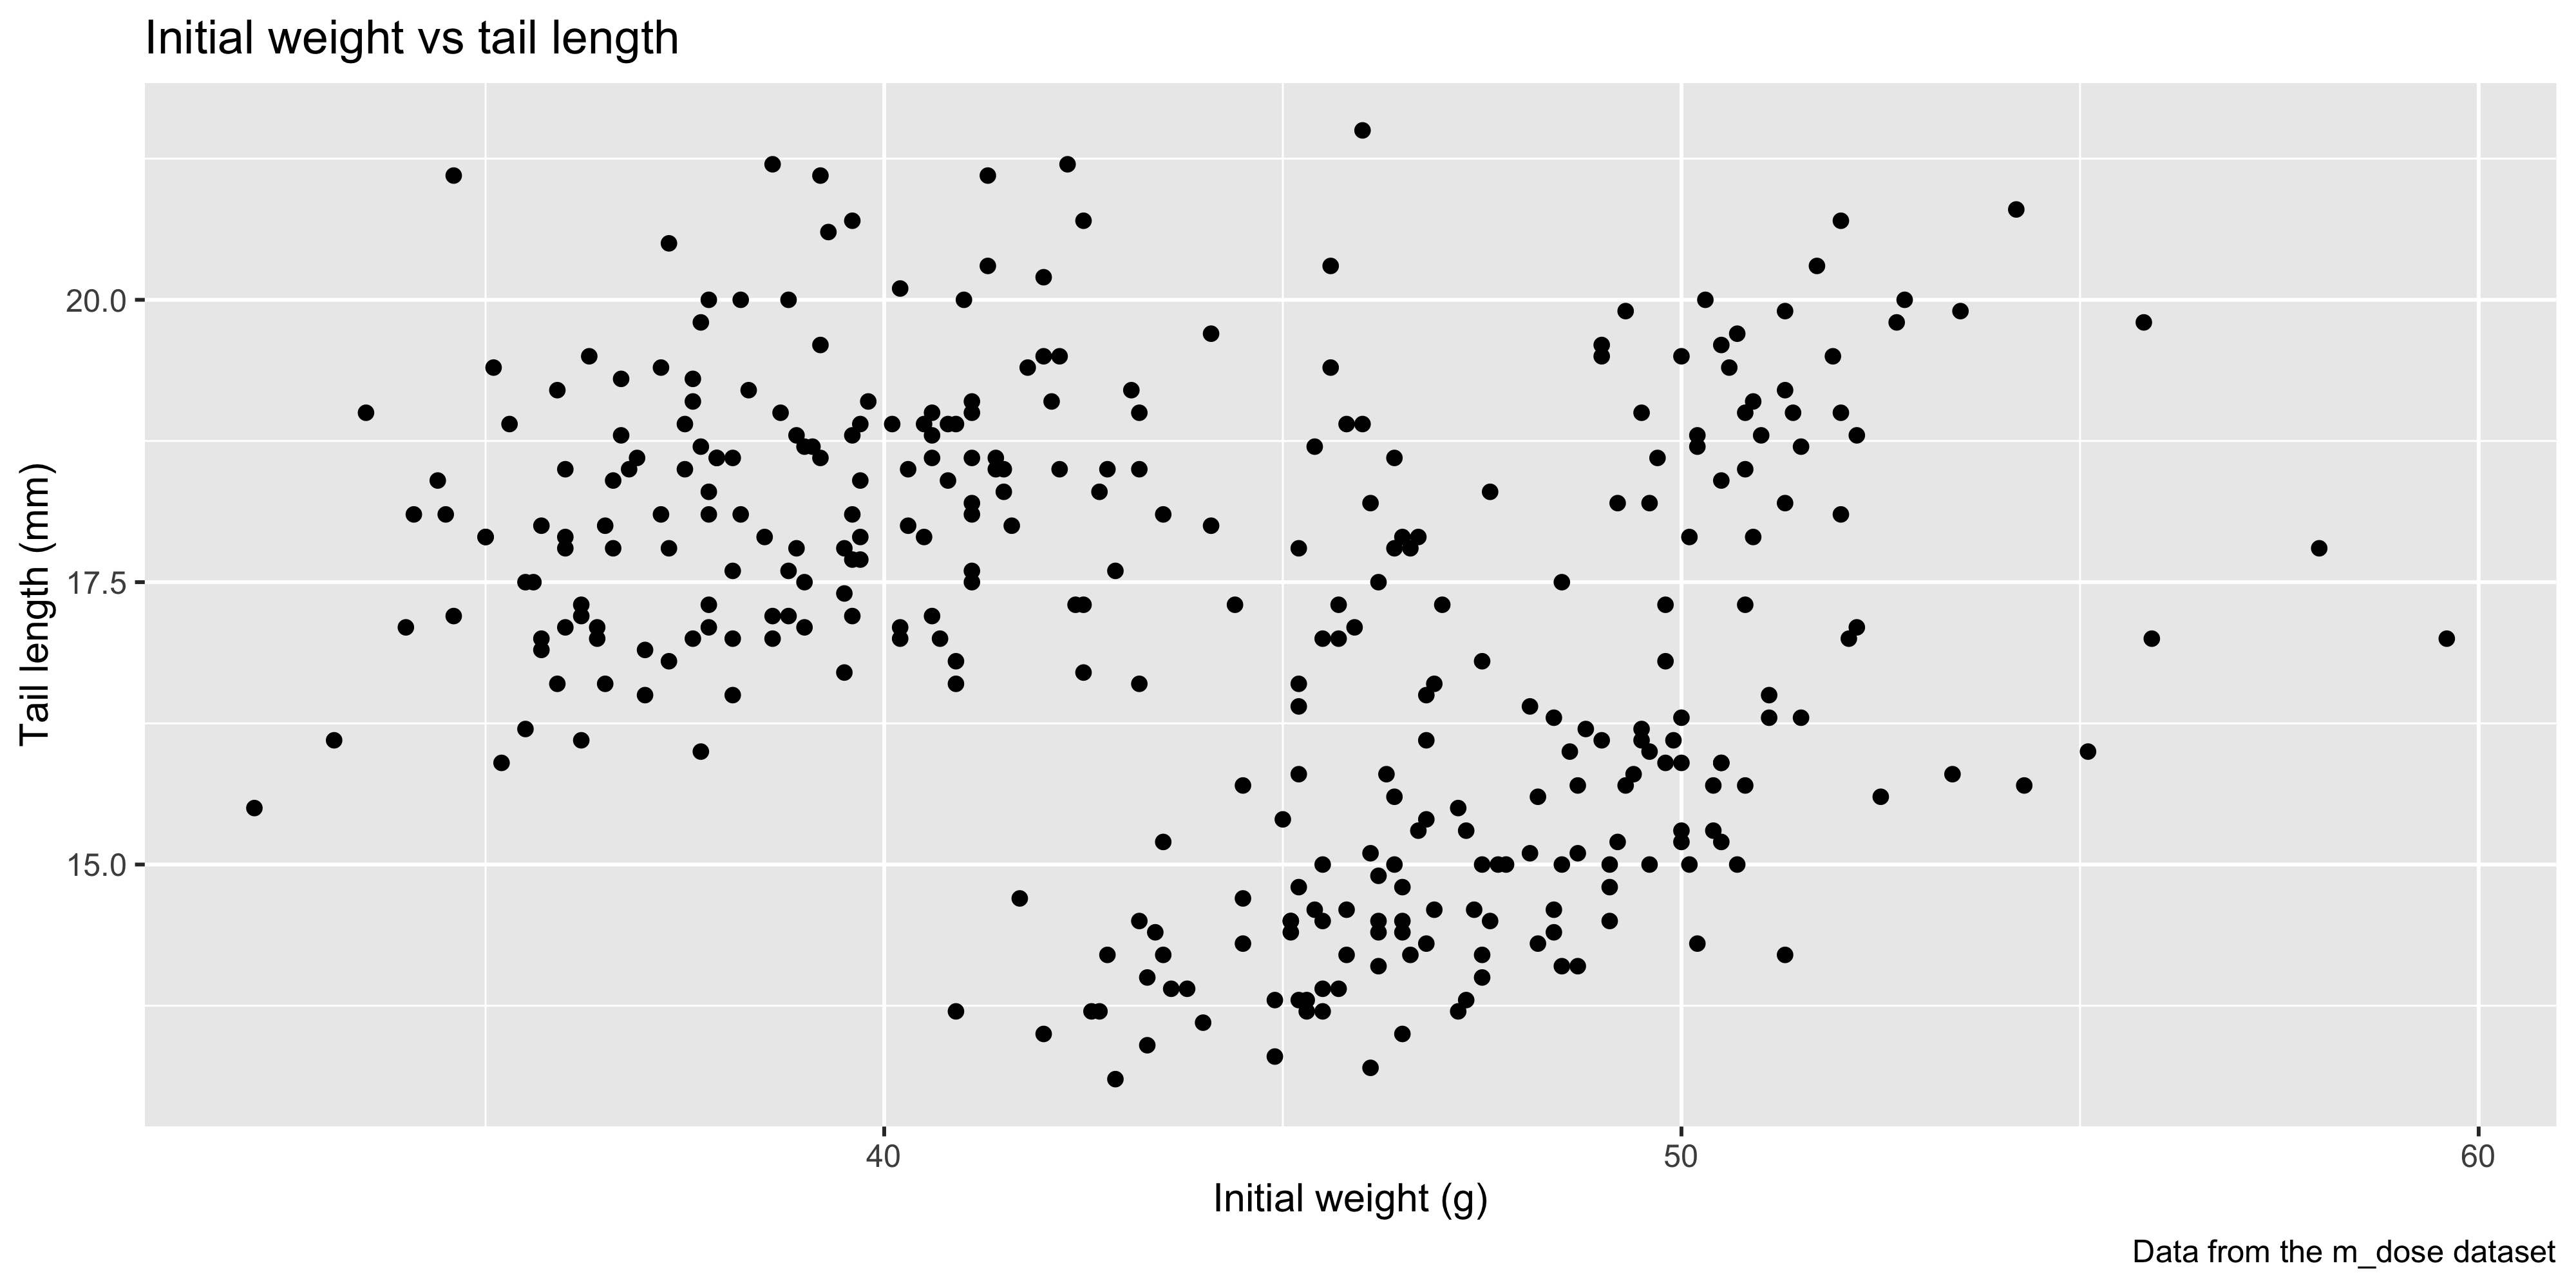 Initial weight vs tail length
Tail length (mm)
20.0
17.5
15.0
40
50
60
Initial weight (g)
Data from the m_dose dataset